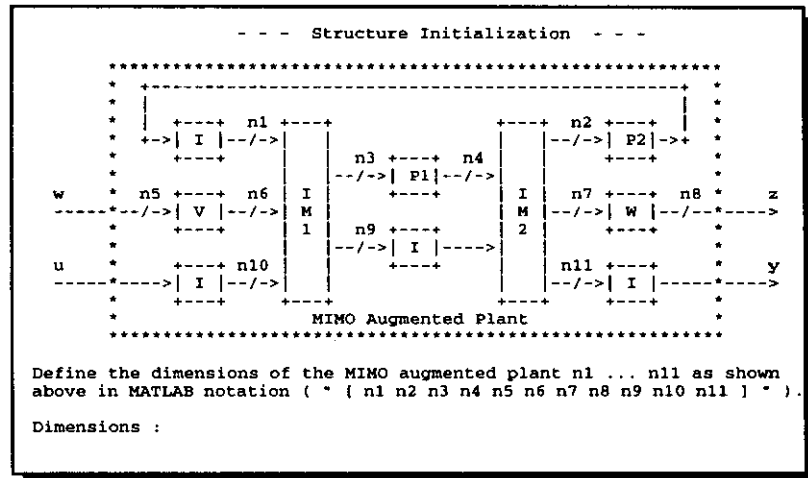 - - - Structure Initialization - - -
n1 n2
I P2
n3 n4
P1
w n5 n6 n7 n8 z
V I M 1 I M 2 W
n9
I
u n10 n11 y
I I
MIMO Augmented Plant
Define the dimensions of the MIMO augmented plant n1 ... n11 as shown
above in MATLAB notation ( " [ n1 n2 n3 n4 n5 n6 n7 n8 n9 n10 n11 ] " ).
Dimensions :